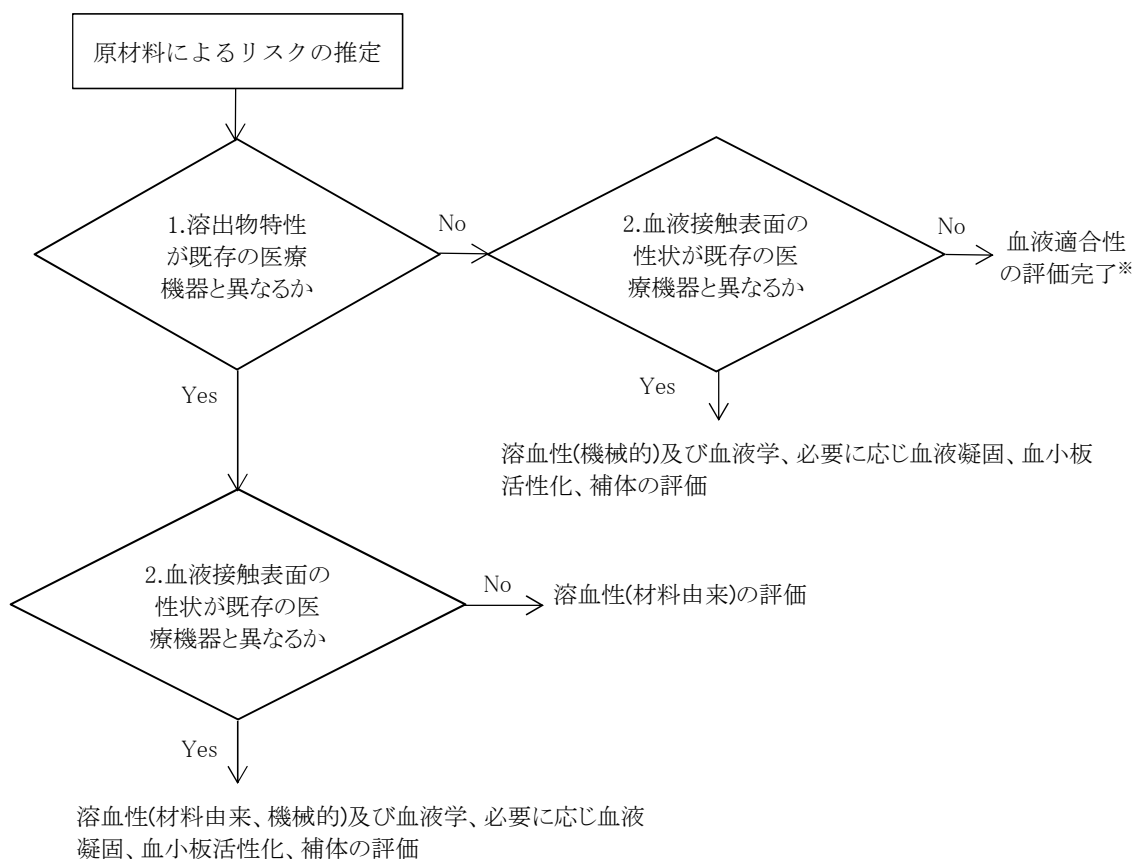 原材料によるリスクの推定
1.溶出物特性
が既存の医療
機器と異なるか
No
2.血液接触表面の
性状が既存の医
療機器と異なるか
No
血液適合性
の評価完了※
Yes
Yes
溶血性(機械的)及び血液学、必要に応じ血液凝固、血小板
活性化、補体の評価
2.血液接触表面の
性状が既存の医
療機器と異なるか
No
溶血性(材料由来)の評価
Yes
溶血性(材料由来、機械的)及び血液学、必要に応じ血液
凝固、血小板活性化、補体の評価